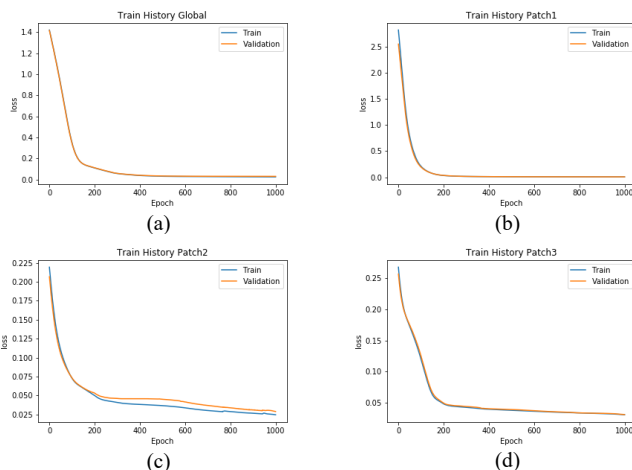 Train History Global
1.4
1.2
1.0
0.8
0.6
0.4
0.2
0.0
loss
Train
Validation
0 200 400 600 800 1000
Epoch
(a)
Train History Patch1
2.5
2.0
1.5
1.0
0.5
0.0
loss
Train
Validation
0 200 400 600 800 1000
Epoch
(b)
Train History Patch2
0.225
0.200
0.175
0.150
0.125
0.100
0.075
0.050
0.025
loss
Train
Validation
0 200 400 600 800 1000
Epoch
(c)
Train History Patch3
0.25
0.20
0.15
0.10
0.05
loss
Train
Validation
0 200 400 600 800 1000
Epoch
(d)